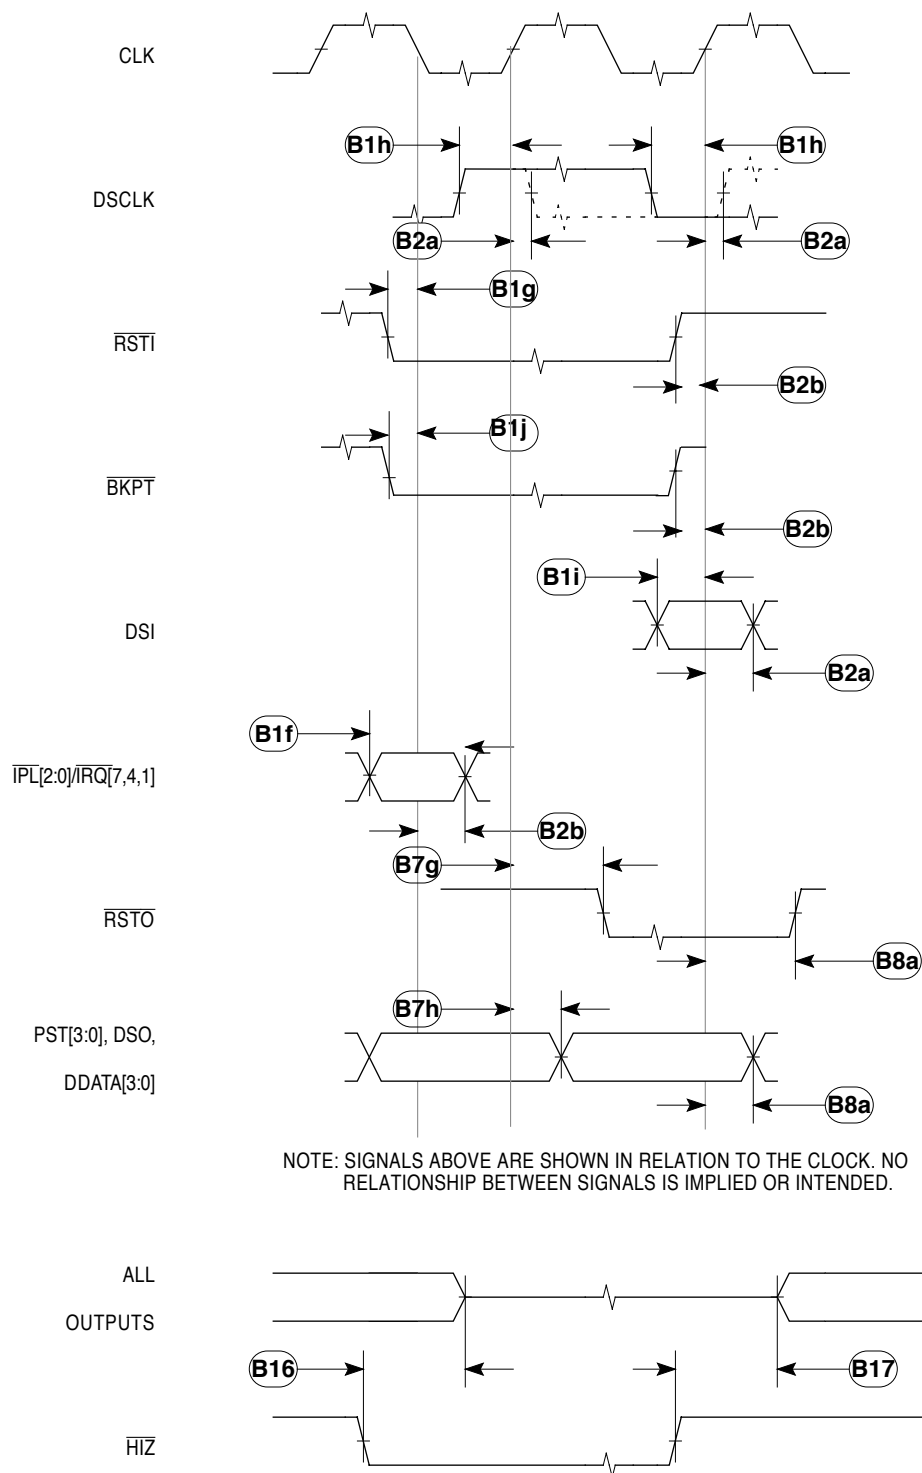 CLK
B1h
B1h
DSCLK
B2a
B2a
B1g
RSTI
B2b
B1j
BKPT
B2b
B1i
DSI
B2a
B1f
IPL[2:0]/IRQ[7,4,1]
B2b
B7g
RSTO
B8a
B7h
PST[3:0], DSO,
DDATA[3:0]
B8a
NOTE: SIGNALS ABOVE ARE SHOWN IN RELATION TO THE CLOCK. NO
RELATIONSHIP BETWEEN SIGNALS IS IMPLIED OR INTENDED.
ALL
OUTPUTS
B16
B17
HIZ